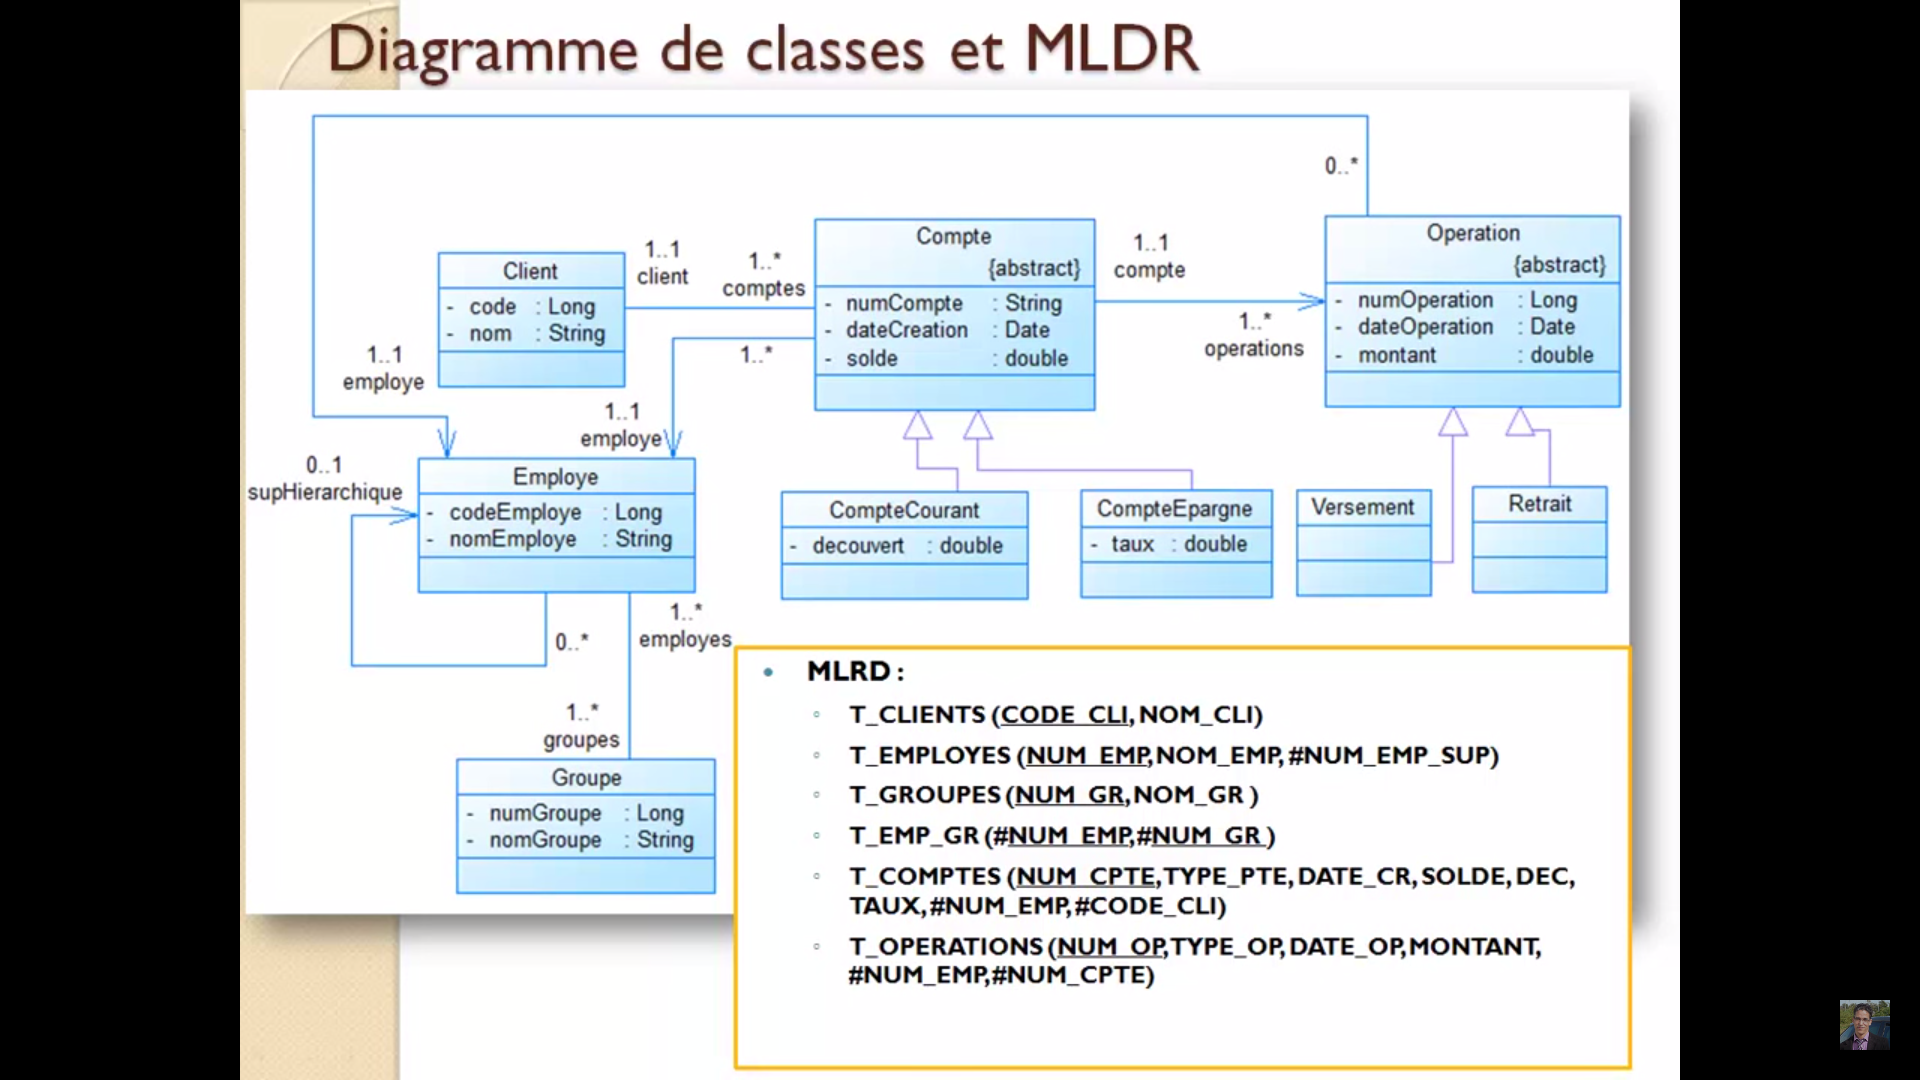 Diagramme de classes et MLDR
0..*
Client
- code : Long
- nom : String
1..1
client
1..*
comptes
Compte
{abstract}
- numCompte : String
- dateCreation : Date
- solde : double
1..1
compte
1..*
operations
Operation
{abstract}
- numOperation : Long
- dateOperation : Date
- montant : double
1..1
employe
1..*
1..1
employe
0..1
supHierarchique
Employe
- codeEmploye : Long
- nomEmploye : String
CompteCourant
- decouvert : double
CompteEpargne
- taux : double
Versement
Retrait
0..*
1..*
employes
1..*
groupes
Groupe
- numGroupe : Long
- nomGroupe : String
• MLRD :
◦ T_CLIENTS (CODE_CLI, NOM_CLI)
◦ T_EMPLOYES (NUM_EMP, NOM_EMP, #NUM_EMP_SUP)
◦ T_GROUPES (NUM_GR, NOM_GR )
◦ T_EMP_GR (#NUM_EMP,#NUM_GR )
◦ T_COMPTES (NUM_CPTE, TYPE_PTE, DATE_CR, SOLDE, DEC,
TAUX, #NUM_EMP,#CODE_CLI)
◦ T_OPERATIONS (NUM_OP, TYPE_OP, DATE_OP, MONTANT,
#NUM_EMP,#NUM_CPTE)